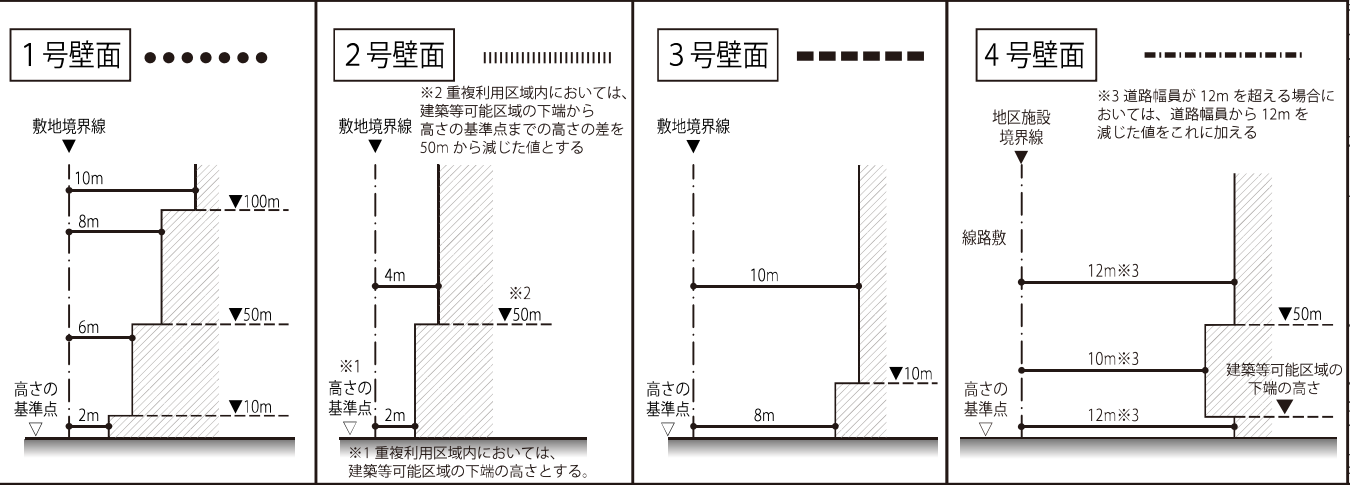 1号壁面
敷地境界線
▼
10m
▼100m
8m
▼50m
6m
高さの
基準点
▽
▼10m
2m
2号壁面
※2 重複利用区域内においては、
建築等可能区域の下端から
高さの基準点までの高さの差を
50m から減じた値とする
敷地境界線
▼
4m
※2
▼50m
※1
高さの
基準点
▽
2m
※1 重複利用区域内においては、
建築等可能区域の下端の高さとする。
3号壁面
敷地境界線
▼
10m
▼10m
高さの
基準点
▽
8m
4号壁面
※3 道路幅員が 12m を超える場合に
おいては、道路幅員から 12m を
減じた値をこれに加える
地区施設
境界線
▼
線路敷
12m※3
▼50m
10m※3
建築等可能区域の
下端の高さ
▼
高さの
基準点
▽
12m※3